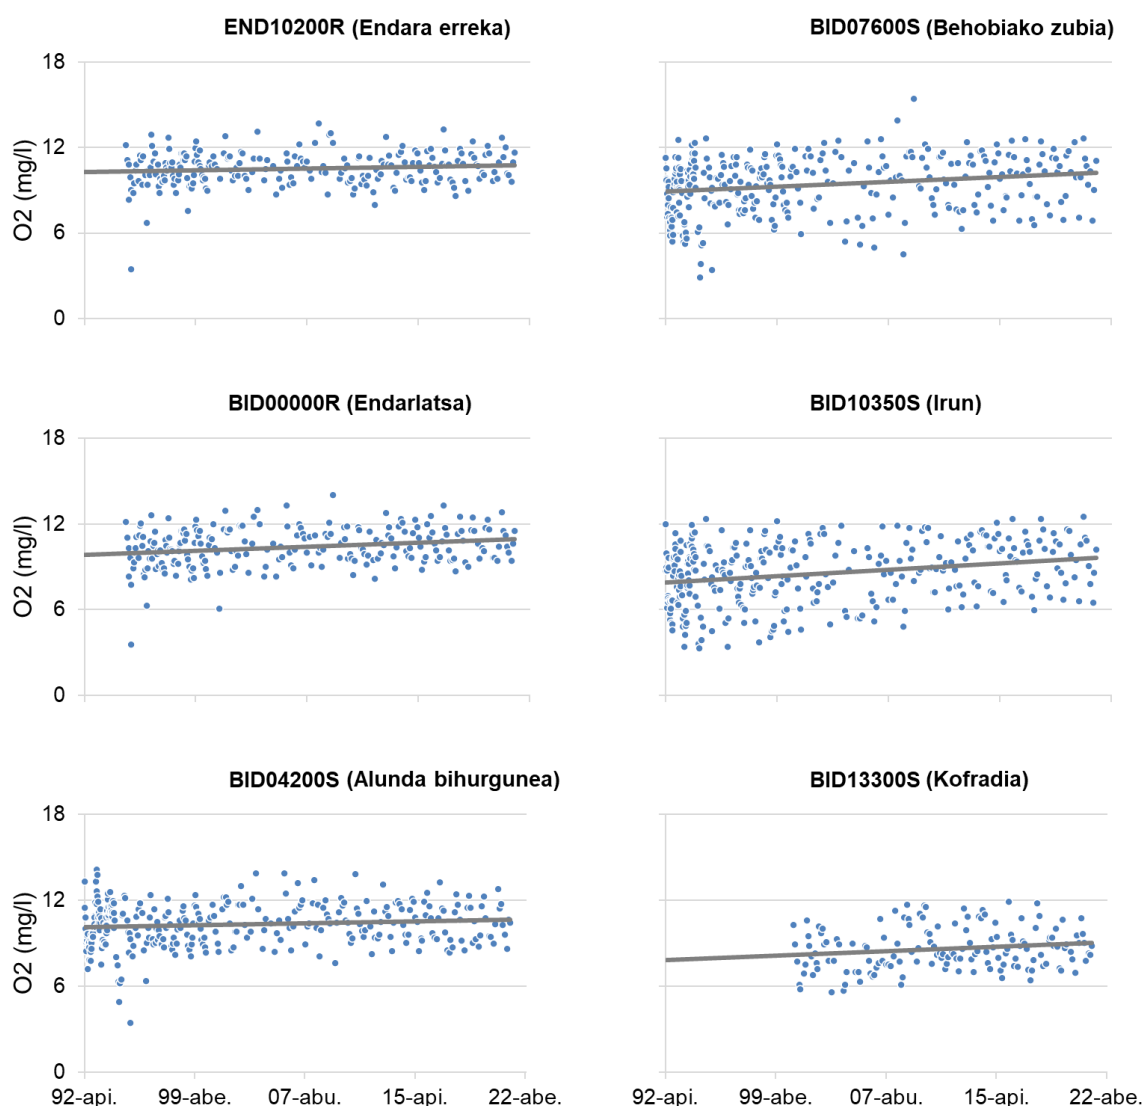 END10200R (Endara erreka)
18
12
6
0
O2 (mg/l)
BID07600S (Behobiako zubia)
BID00000R (Endarlatsa)
18
12
6
0
O2 (mg/l)
BID10350S (Irun)
BID04200S (Alunda bihurgunea)
18
12
6
0
O2 (mg/l)
92-api. 99-abe. 07-abu. 15-api. 22-abe.
BID13300S (Kofradia)
92-api. 99-abe. 07-abu. 15-api. 22-abe.